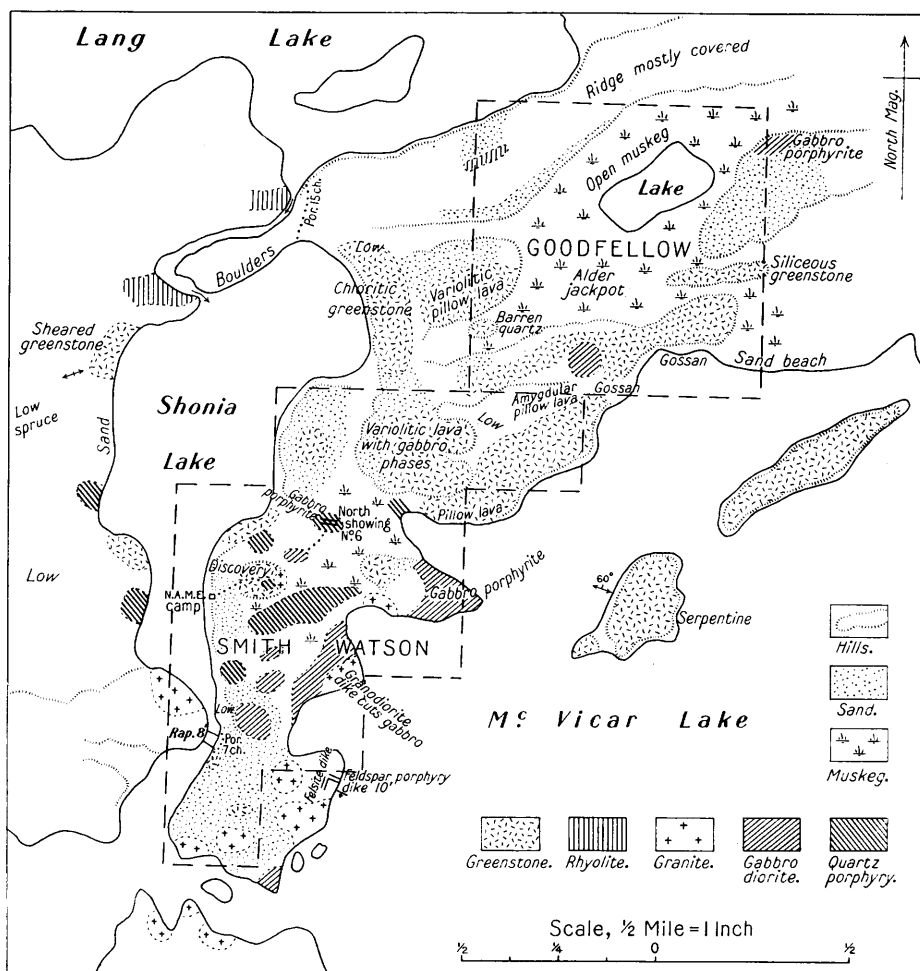 Lang Lake
Ridge mostly covered
North Mag.
Open muskeg
Lake
Gabbro
porphyrite
Por. 15 ch.
Boulders
GOODFELLOW
Low
Siliceous
greenstone
Alder
jackpot
Chloritic
greenstone
Variolitic
pillow lava
Barren
quartz
Sheared
greenstone
Gossan
Sand beach
Gossan
Low
spruce
Sand
Shonia
Lake
Amygdular
pillow lava
Low
Variolitic lava
with gabbro
phases
Gabbro
porphyrite
North
showing
No. 6
Pillow lava
Discovery
Low
N.A.M.E.
camp
Gabbro porphyrite
60°
Serpentine
SMITH
WATSON
Granodiorite
dike cuts gabbro
Low
Rap. 8'
Por.
7 ch.
Mc Vicar Lake
Felsite dike
Feldspar porphyry
dike 10'
Hills.
Sand.
Muskeg.
Greenstone.
Rhyolite.
Granite.
Gabbro
diorite.
Quartz
porphyry.
Scale, ½ Mile = 1 Inch
½ ¼ 0 ½